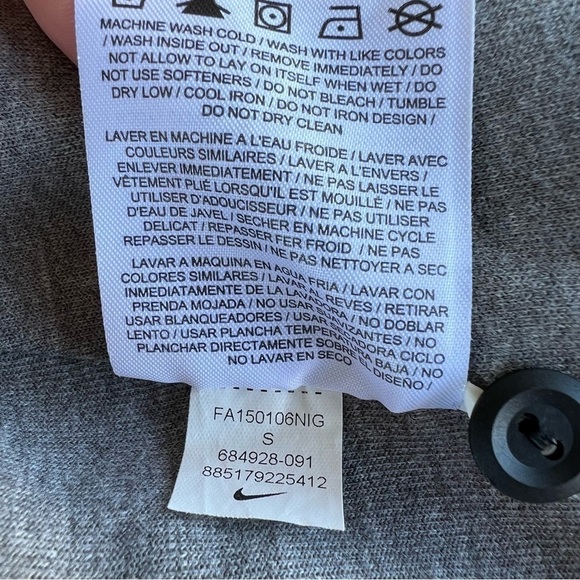 MACHINE WASH COLD / WASH WITH LIKE COLORS
/ WASH INSIDE OUT / REMOVE IMMEDIATELY / DO
NOT ALLOW TO LAY ON ITSELF WHEN WET / DO
NOT USE SOFTENERS / DO NOT BLEACH / TUMBLE
DRY LOW / COOL IRON / DO NOT IRON DESIGN /
DO NOT DRY CLEAN
LAVER EN MACHINE A L'EAU FROIDE / LAVER AVEC
COULEURS SIMILAIRES / LAVER A L'ENVERS /
ENLEVER IMMEDIATEMENT / NE PAS LAISSER LE
VÊTEMENT PLIÉ LORSQU'IL EST MOUILLÉ / NE PAS
UTILISER D'ADOUCISSEUR / NE PAS UTILISER
D'EAU DE JAVEL / SECHER EN MACHINE CYCLE
DELICAT / REPASSER FER FROID / NE PAS
REPASSER LE DESSIN / NE PAS NETTOYER A SEC
LAVAR A MAQUINA EN AGUA FRIA / LAVAR CON
COLORES SIMILARES / LAVAR AL REVES / RETIRAR
INMEDIATAMENTE DE LA LAVADORA / NO DOBLAR
PRENDA MOJADA / NO USAR SUAVIZANTES / NO
USAR BLANQUEADORES / USAR SECADORA CICLO
LENTO / USAR PLANCHA TEMPERATURA BAJA / NO
PLANCHAR DIRECTAMENTE SOBRE EL DISEÑO /
NO LAVAR EN SECO
FA150106NIG
S
684928-091
885179225412